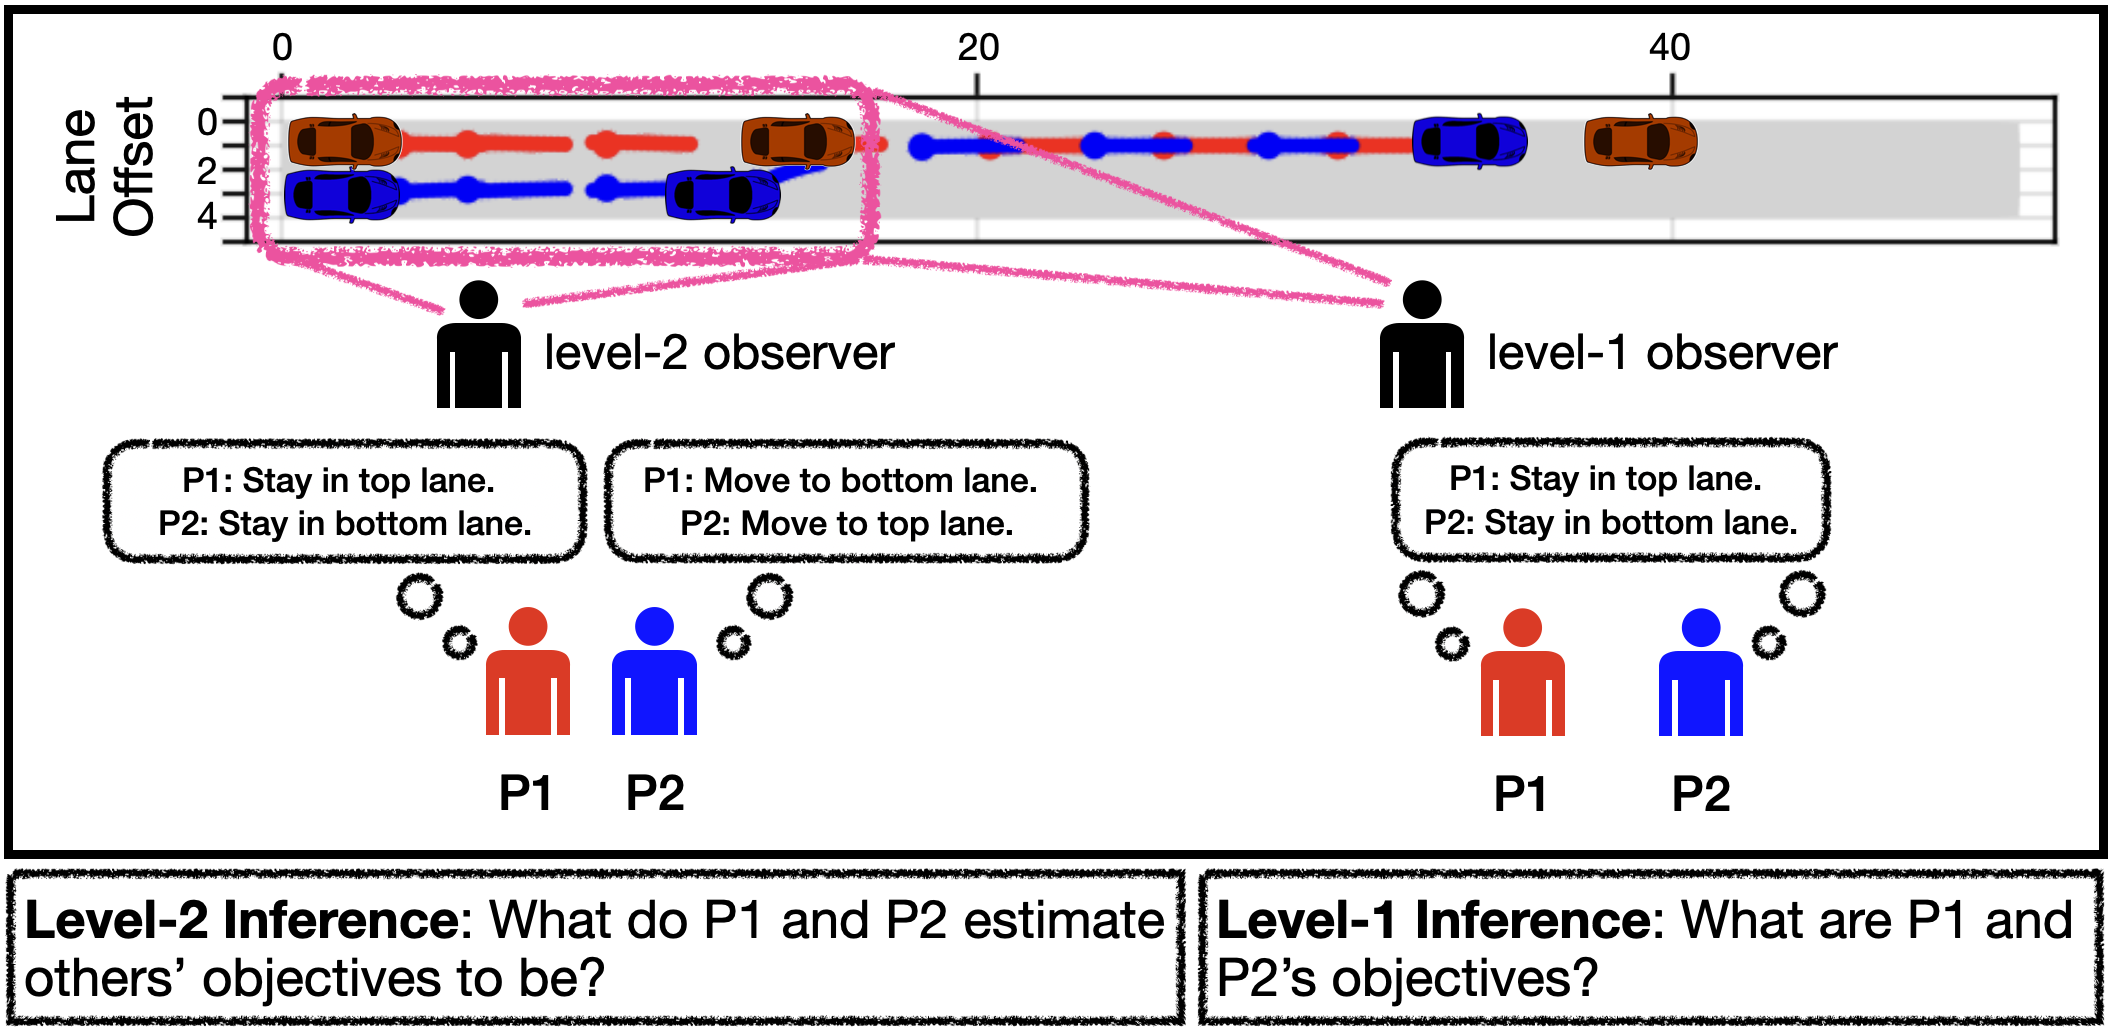 0 20 40
Lane
Offset
0
2
4
level-2 observer
level-1 observer
P1: Stay in top lane.
P2: Stay in bottom lane.
P1: Move to bottom lane.
P2: Move to top lane.
P1: Stay in top lane.
P2: Stay in bottom lane.
P1 P2
P1 P2
Level-2 Inference: What do P1 and P2 estimate
others’ objectives to be?
Level-1 Inference: What are P1 and
P2’s objectives?